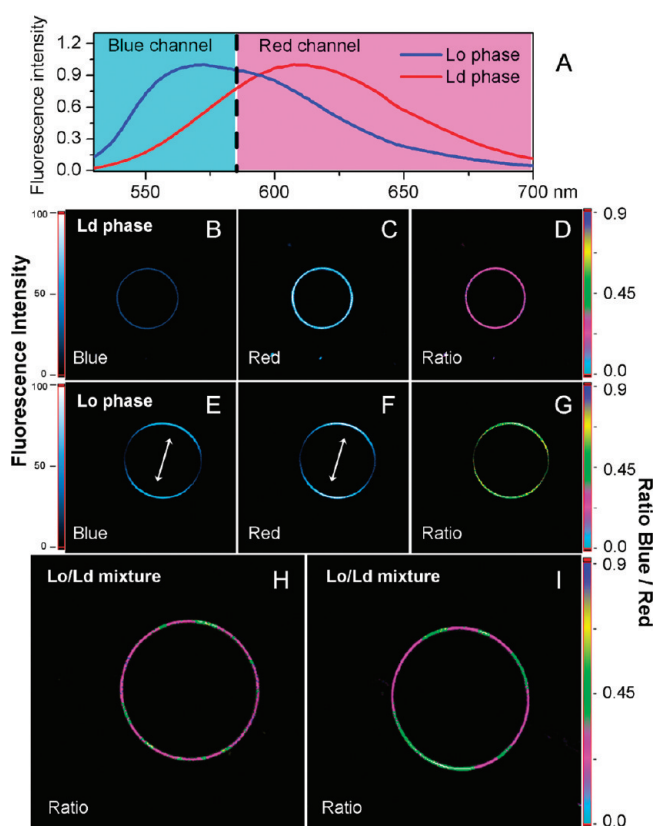 Fluorescence intensity
1.2
0.9
0.6
0.3
0.0
Blue channel
Red channel
Lo phase
Ld phase
A
550
600
650
700 nm
Fluorescence Intensity
100
50
0
Ld phase
B
Blue
C
Red
D
Ratio
0.9
0.45
0.0
100
50
0
Lo phase
E
Blue
F
Red
G
Ratio
0.9
0.45
0.0
Ratio Blue / Red
Lo/Ld mixture
H
Ratio
Lo/Ld mixture
I
Ratio
0.9
0.45
0.0